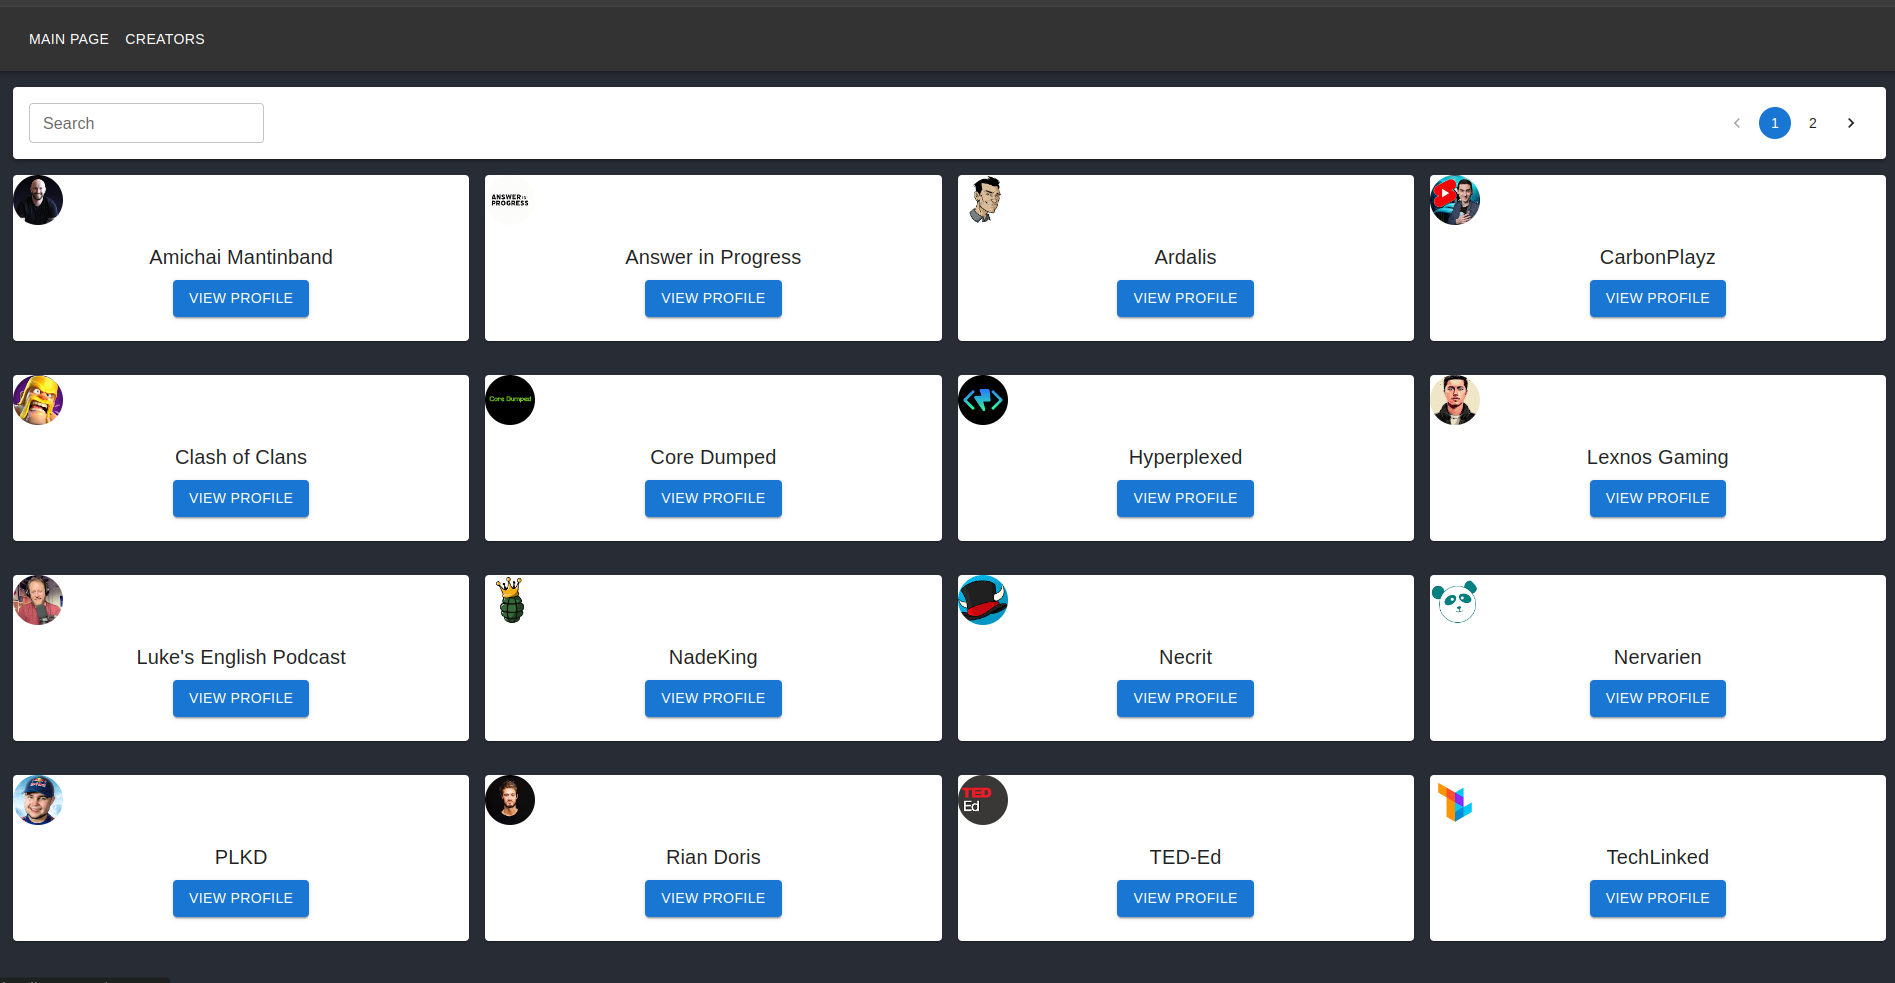 MAIN PAGE CREATORS
Search
1 2
ANSWER IN
PROGRESS
Amichai Mantinband
Answer in Progress
Ardalis
CarbonPlayz
VIEW PROFILE
VIEW PROFILE
VIEW PROFILE
VIEW PROFILE
Core Dumped
Clash of Clans
Core Dumped
Hyperplexed
Lexnos Gaming
VIEW PROFILE
VIEW PROFILE
VIEW PROFILE
VIEW PROFILE
Luke's English Podcast
NadeKing
Necrit
Nervarien
VIEW PROFILE
VIEW PROFILE
VIEW PROFILE
VIEW PROFILE
TED
Ed
PLKD
Rian Doris
TED-Ed
TechLinked
VIEW PROFILE
VIEW PROFILE
VIEW PROFILE
VIEW PROFILE